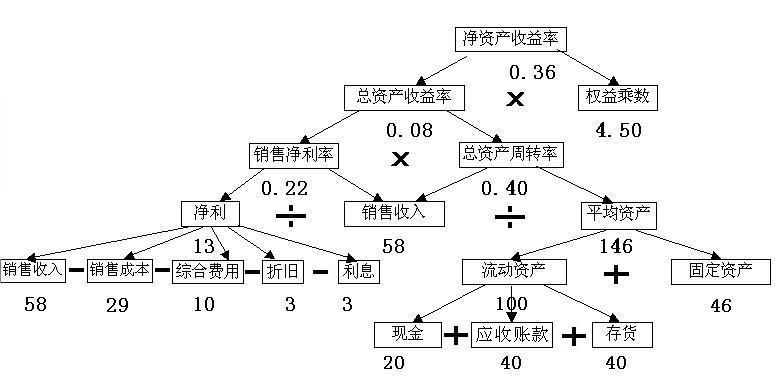 净资产收益率
0.36
总资产收益率
×
权益乘数
0.08
4.50
销售净利率
×
总资产周转率
0.22
0.40
净利
÷
销售收入
÷
平均资产
13
58
146
销售收入 - 销售成本 - 综合费用 - 折旧 - 利息
流动资产 + 固定资产
58 29 10 3 3
100
46
现金 + 应收账款 + 存货
20 40 40